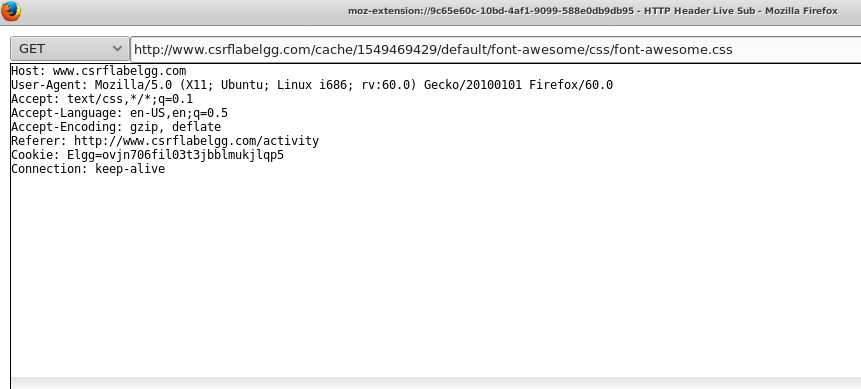 moz-extension://9c65e60c-10bd-4af1-9099-588e0db9db95 - HTTP Header Live Sub - Mozilla Firefox
GET http://www.csrflabelgg.com/cache/1549469429/default/font-awesome/css/font-awesome.css
Host: www.csrflabelgg.com
User-Agent: Mozilla/5.0 (X11; Ubuntu; Linux i686; rv:60.0) Gecko/20100101 Firefox/60.0
Accept: text/css,*/*;q=0.1
Accept-Language: en-US,en;q=0.5
Accept-Encoding: gzip, deflate
Referer: http://www.csrflabelgg.com/activity
Cookie: Elgg=ovjn706fil03t3jbblmukjlqp5
Connection: keep-alive